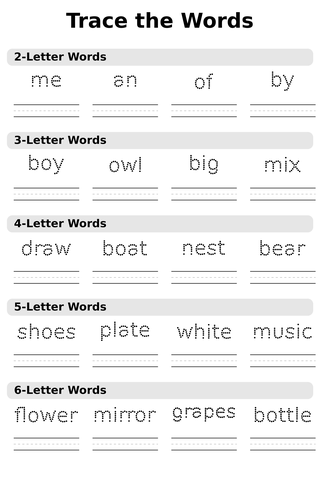 Trace the Words
2-Letter Words
me an of by
3-Letter Words
boy owl big mix
4-Letter Words
draw boat nest bear
5-Letter Words
shoes plate white music
6-Letter Words
flower mirror grapes bottle